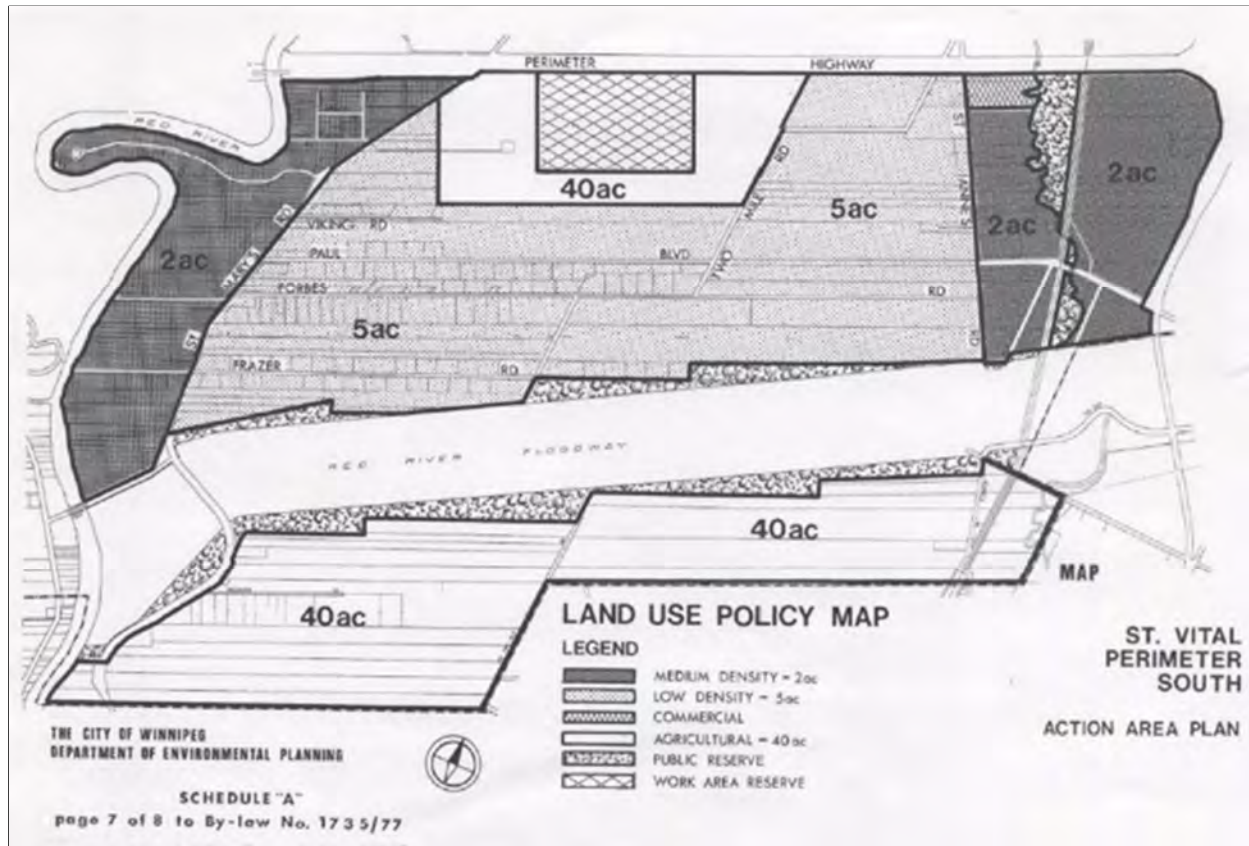 PERIMETER HIGHWAY
RED RIVER
40ac
2ac
5ac
2ac
2ac
ST. MARY'S RD
VIKING RD
PAUL BLVD
FORBES RD
FRAZER RD
TWO MILE RD
ST. ANNE'S RD
5ac
RED RIVER FLOODWAY
40ac
40ac
MAP
LAND USE POLICY MAP
LEGEND
MEDIUM DENSITY - 2ac
LOW DENSITY - 5ac
COMMERCIAL
AGRICULTURAL - 40ac
PUBLIC RESERVE
WORK AREA RESERVE
ST. VITAL
PERIMETER
SOUTH
ACTION AREA PLAN
THE CITY OF WINNIPEG
DEPARTMENT OF ENVIRONMENTAL PLANNING
SCHEDULE "A"
page 7 of 8 to By-law No. 1735/77